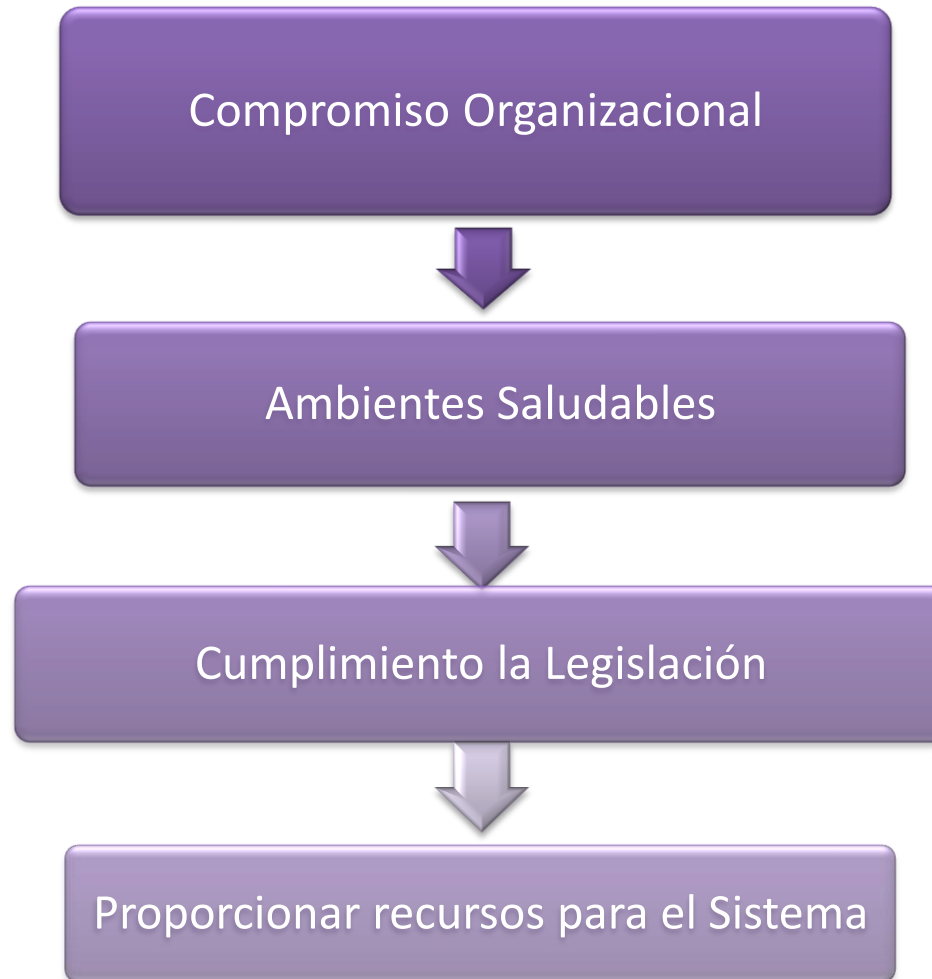 Compromiso Organizacional
Ambientes Saludables
Cumplimiento la Legislación
Proporcionar recursos para el Sistema